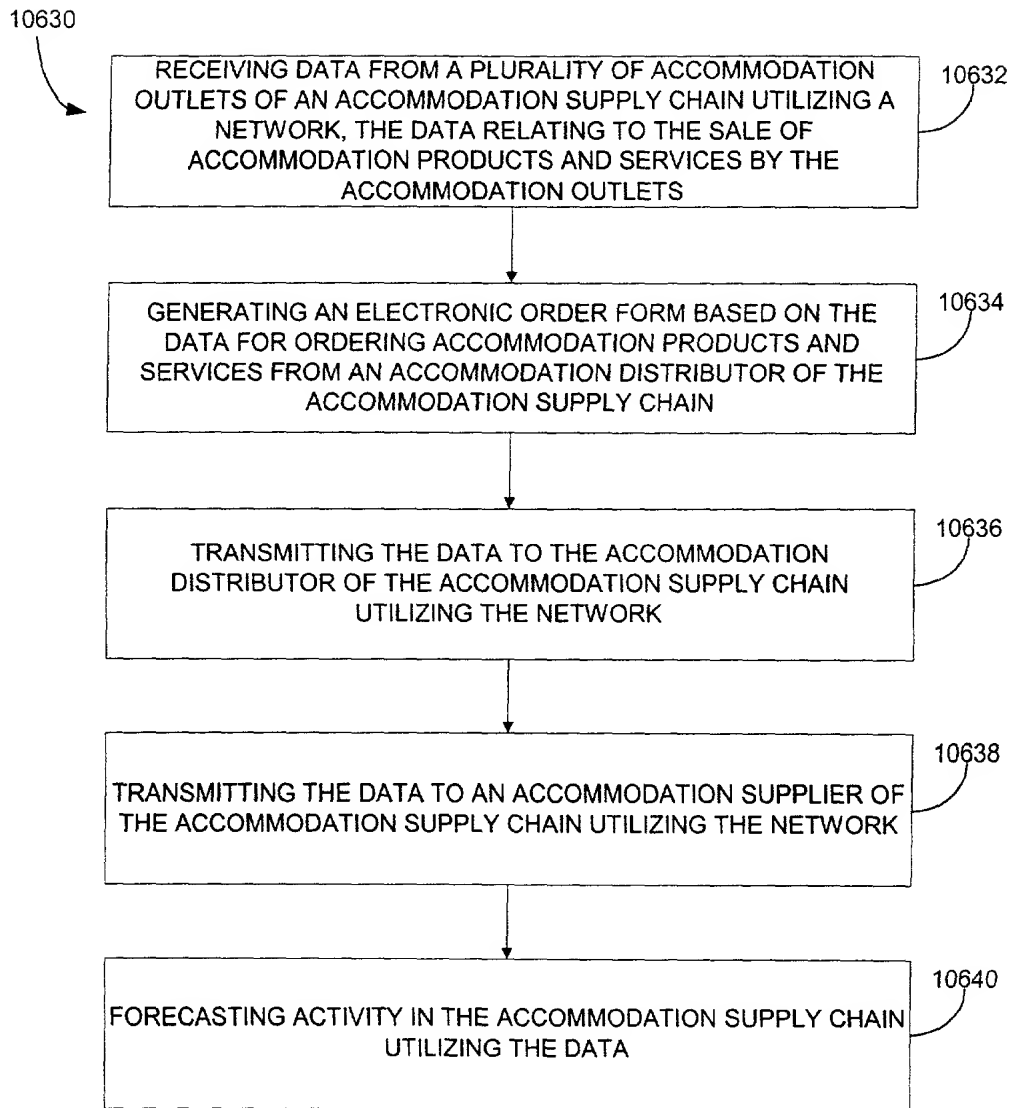 10630
RECEIVING DATA FROM A PLURALITY OF ACCOMMODATION
OUTLETS OF AN ACCOMMODATION SUPPLY CHAIN UTILIZING A
NETWORK, THE DATA RELATING TO THE SALE OF
ACCOMMODATION PRODUCTS AND SERVICES BY THE
ACCOMMODATION OUTLETS
10632
GENERATING AN ELECTRONIC ORDER FORM BASED ON THE
DATA FOR ORDERING ACCOMMODATION PRODUCTS AND
SERVICES FROM AN ACCOMMODATION DISTRIBUTOR OF THE
ACCOMMODATION SUPPLY CHAIN
10634
TRANSMITTING THE DATA TO THE ACCOMMODATION
DISTRIBUTOR OF THE ACCOMMODATION SUPPLY CHAIN
UTILIZING THE NETWORK
10636
TRANSMITTING THE DATA TO AN ACCOMMODATION SUPPLIER OF
THE ACCOMMODATION SUPPLY CHAIN UTILIZING THE NETWORK
10638
FORECASTING ACTIVITY IN THE ACCOMMODATION SUPPLY CHAIN
UTILIZING THE DATA
10640